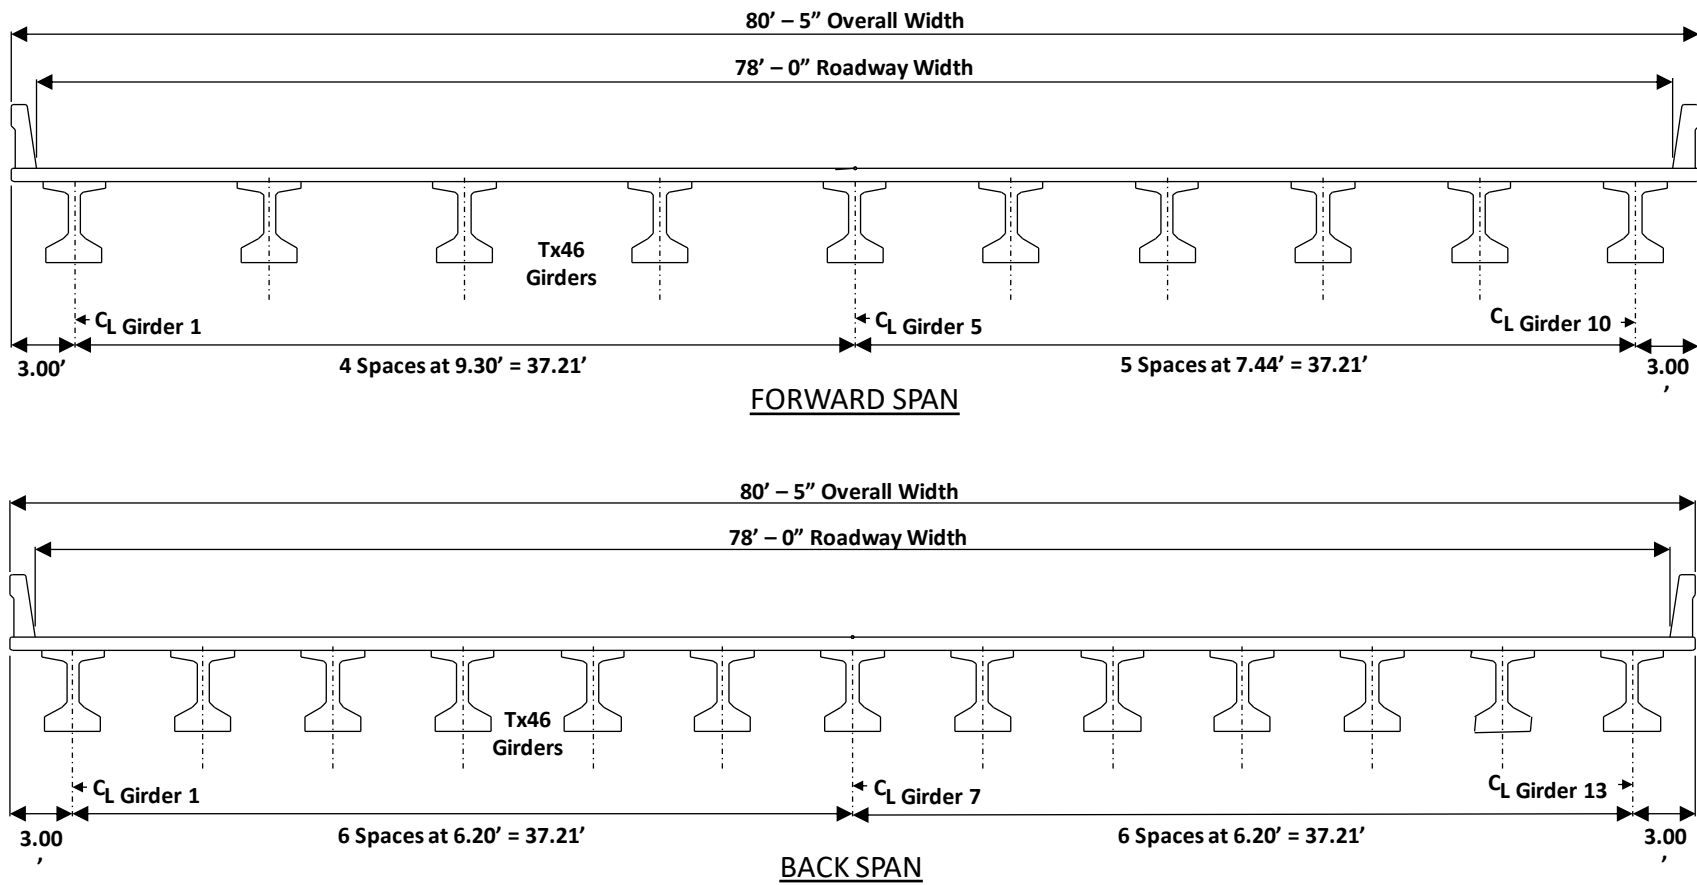 80’ – 5” Overall Width
78’ – 0” Roadway Width
Tx46
Girders
CL Girder 1
CL Girder 5
CL Girder 10
3.00’
4 Spaces at 9.30’ = 37.21’
5 Spaces at 7.44’ = 37.21’
3.00
’
FORWARD SPAN
80’ – 5” Overall Width
78’ – 0” Roadway Width
Tx46
Girders
CL Girder 1
CL Girder 7
CL Girder 13
3.00
’
6 Spaces at 6.20’ = 37.21’
6 Spaces at 6.20’ = 37.21’
3.00
’
BACK SPAN